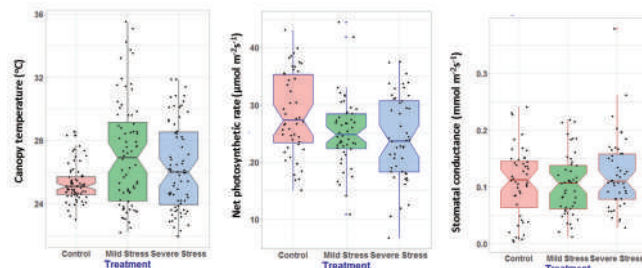 Canopy temperature (°C)
36
32
28
24
Control
Mild Stress
Severe Stress
Treatment
Net photosynthetic rate (µmol m⁻²s⁻¹)
40
30
20
10
Control
Mild Stress
Severe Stress
Treatment
Stomatal conductance (mmol m⁻²s⁻¹)
0.3
0.2
0.1
0.0
Control
Mild Stress
Severe Stress
Treatment